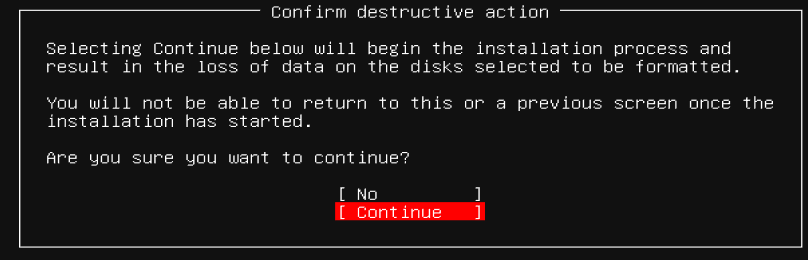 Confirm destructive action
Selecting Continue below will begin the installation process and
result in the loss of data on the disks selected to be formatted.
You will not be able to return to this or a previous screen once the
installation has started.
Are you sure you want to continue?
[ No ]
[ Continue ]